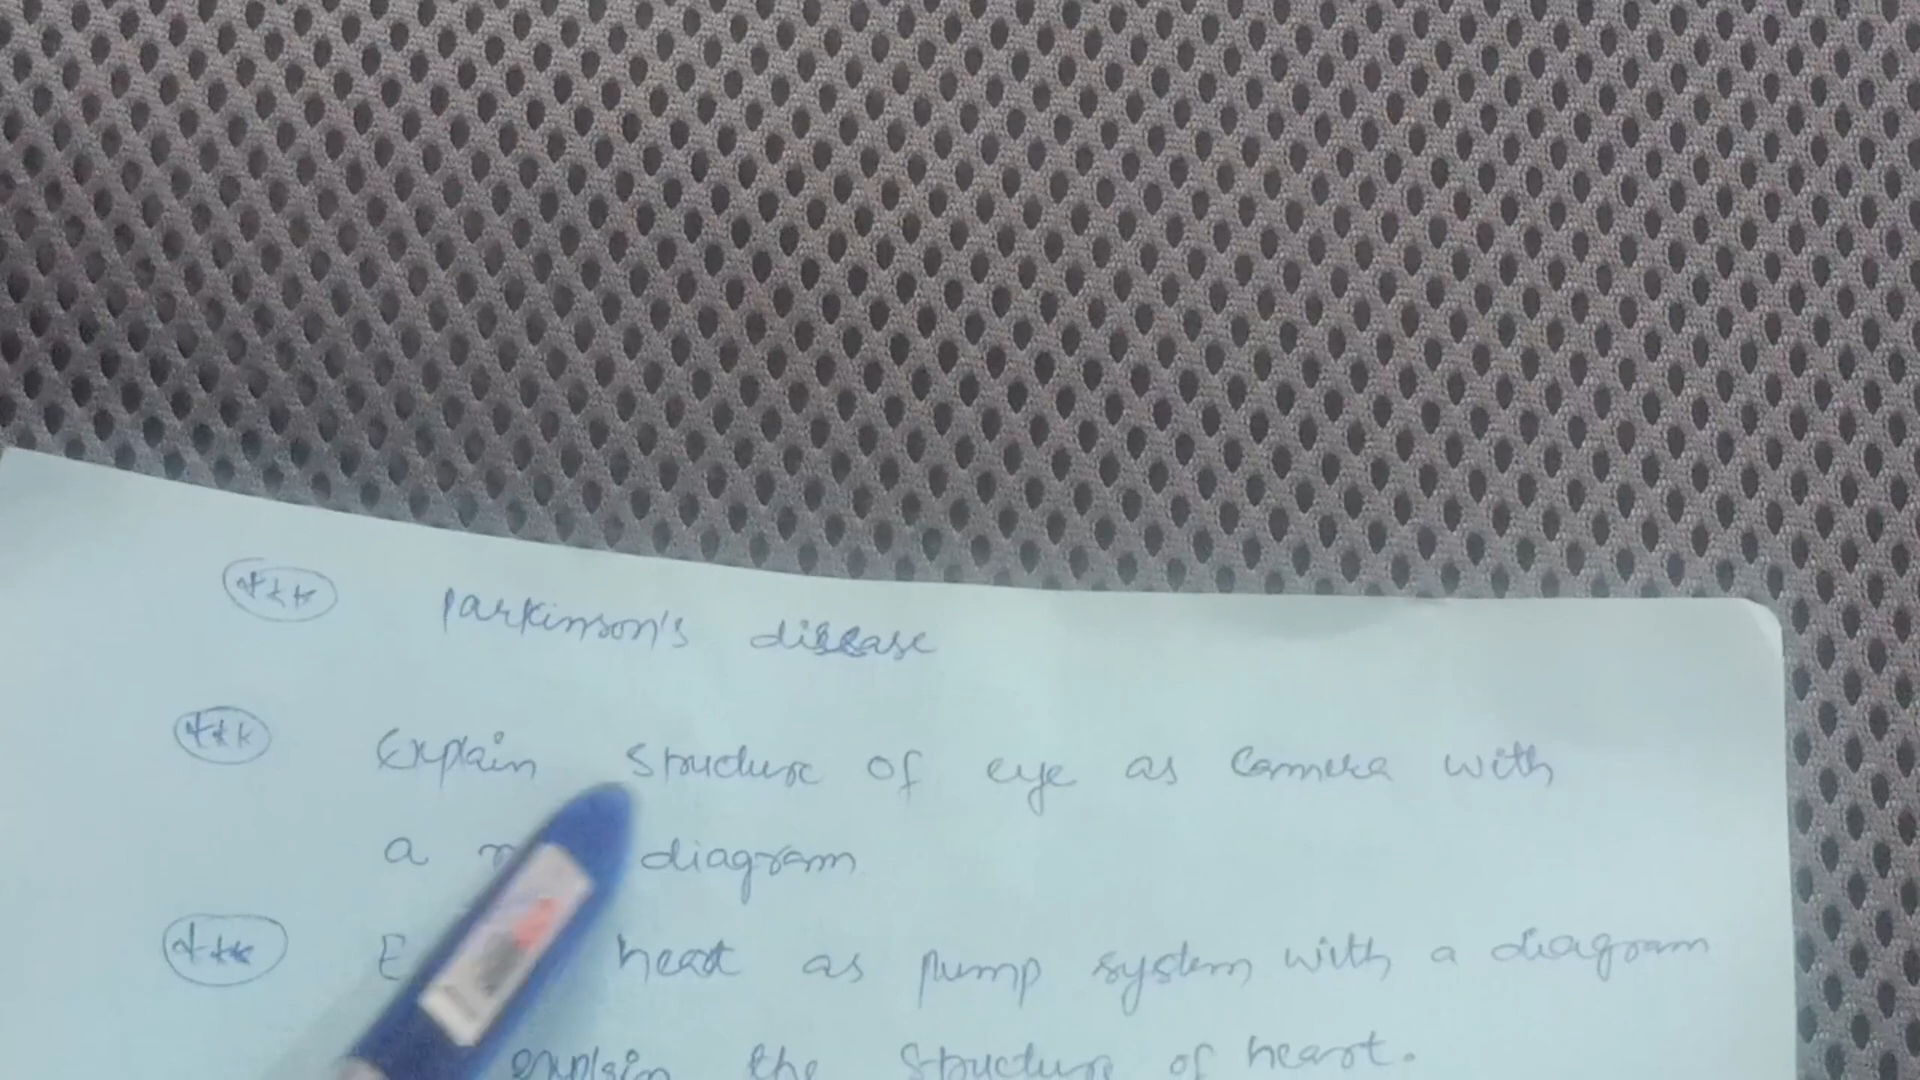 *** Parkinson's disease
*** Explain structure of eye as camera with
a diagram
*** heart as pump system with a diagram
explain the structure of heart.